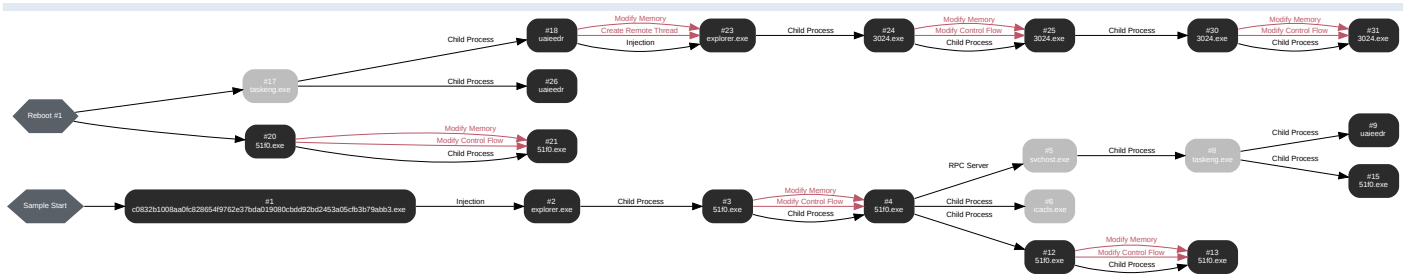 Modify Memory
Create Remote Thread
Injection
Child Process
#18
uaieedr
#23
explorer.exe
Child Process
#24
3024.exe
Modify Memory
Modify Control Flow
Child Process
#25
3024.exe
Child Process
#30
3024.exe
Modify Memory
Modify Control Flow
Child Process
#31
3024.exe
#17
taskeng.exe
Child Process
#26
uaieedr
Reboot #1
#20
51f0.exe
Modify Memory
Modify Control Flow
Child Process
#21
51f0.exe
RPC Server
#5
svchost.exe
Child Process
#8
taskeng.exe
Child Process
#9
uaieedr
Child Process
#15
51f0.exe
Sample Start
#1
c0832b1008aa0fc828654f9762e37bda019080cbdd92bd2453a05cfb3b79abb3.exe
Injection
#2
explorer.exe
Child Process
#3
51f0.exe
Modify Memory
Modify Control Flow
Child Process
#4
51f0.exe
Child Process
#6
icacls.exe
Child Process
#12
51f0.exe
Modify Memory
Modify Control Flow
Child Process
#13
51f0.exe